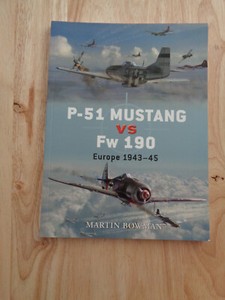 P-51 MUSTANG
vs
Fw 190
Europe 1943–45
MARTIN BOWMAN